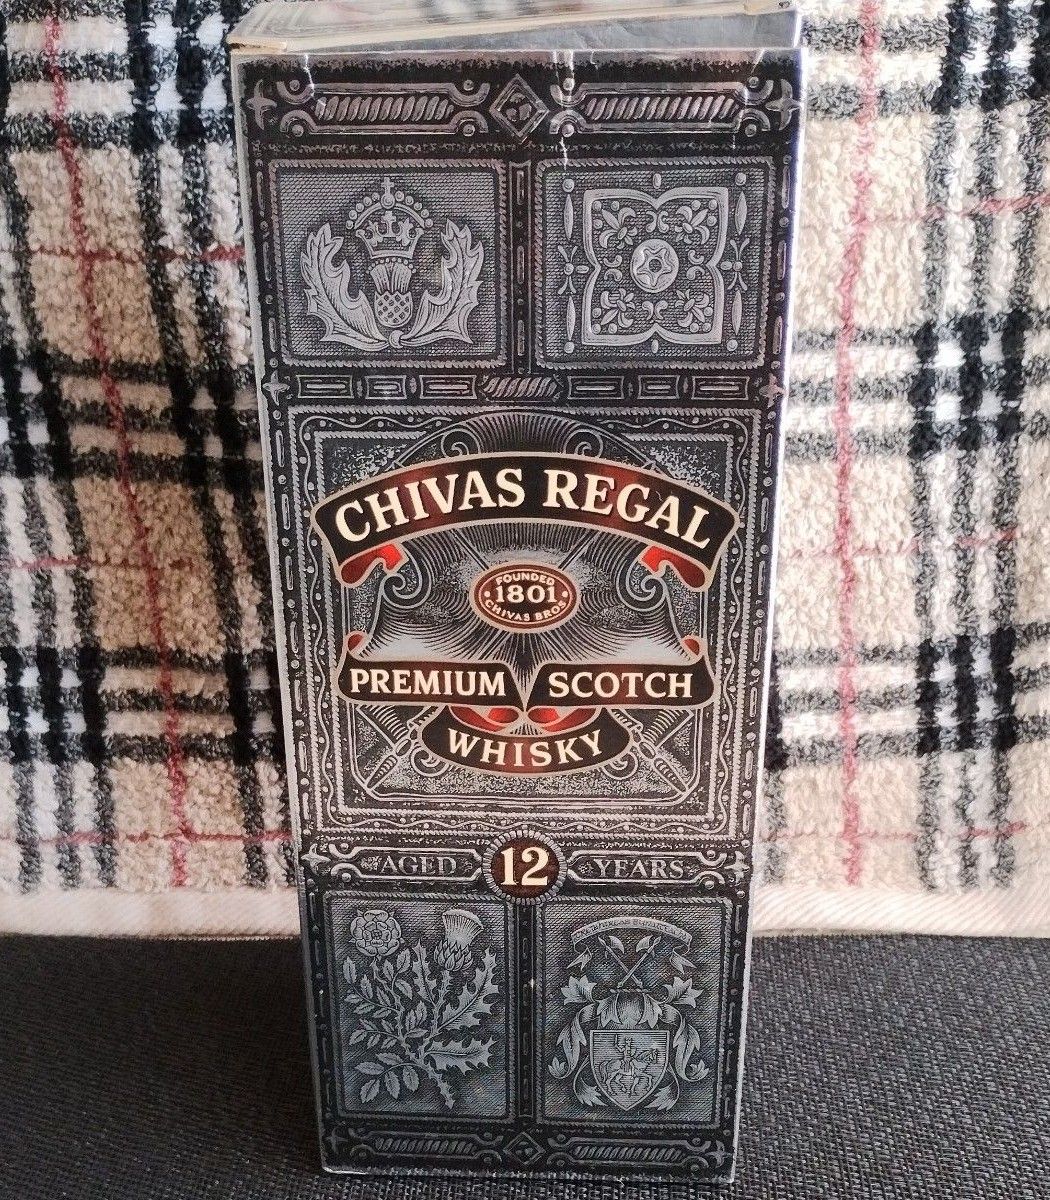 CHIVAS REGAL
FOUNDED
1801
CHIVAS BROS
PREMIUM SCOTCH
WHISKY
AGED 12 YEARS